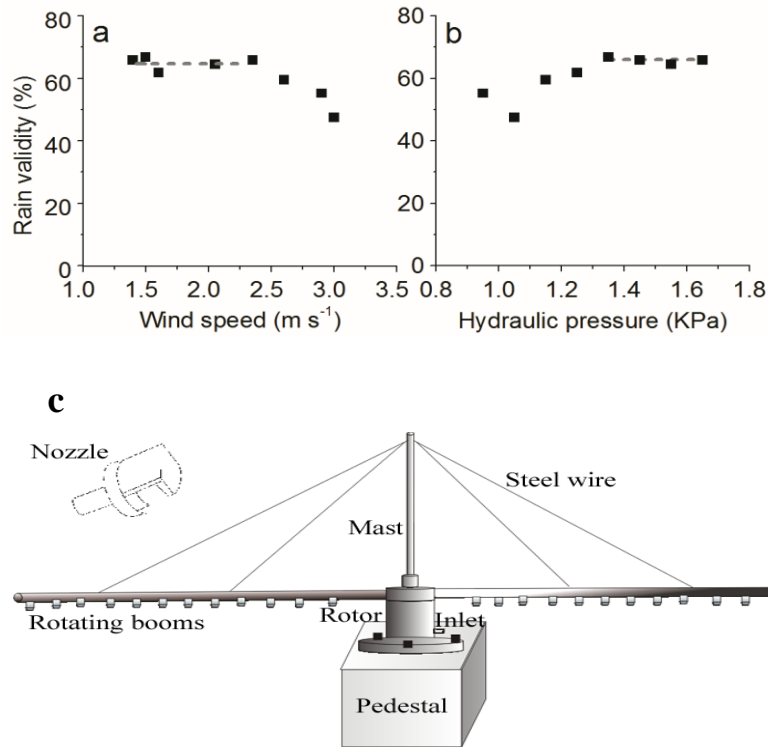 a
80
60
40
20
0
Rain validity (%)
1.0 1.5 2.0 2.5 3.0 3.5
Wind speed (m s⁻¹)
b
80
60
40
20
0
0.8 1.0 1.2 1.4 1.6 1.8
Hydraulic pressure (KPa)
c
Nozzle
Steel wire
Mast
Rotating booms
Rotor
Inlet
Pedestal